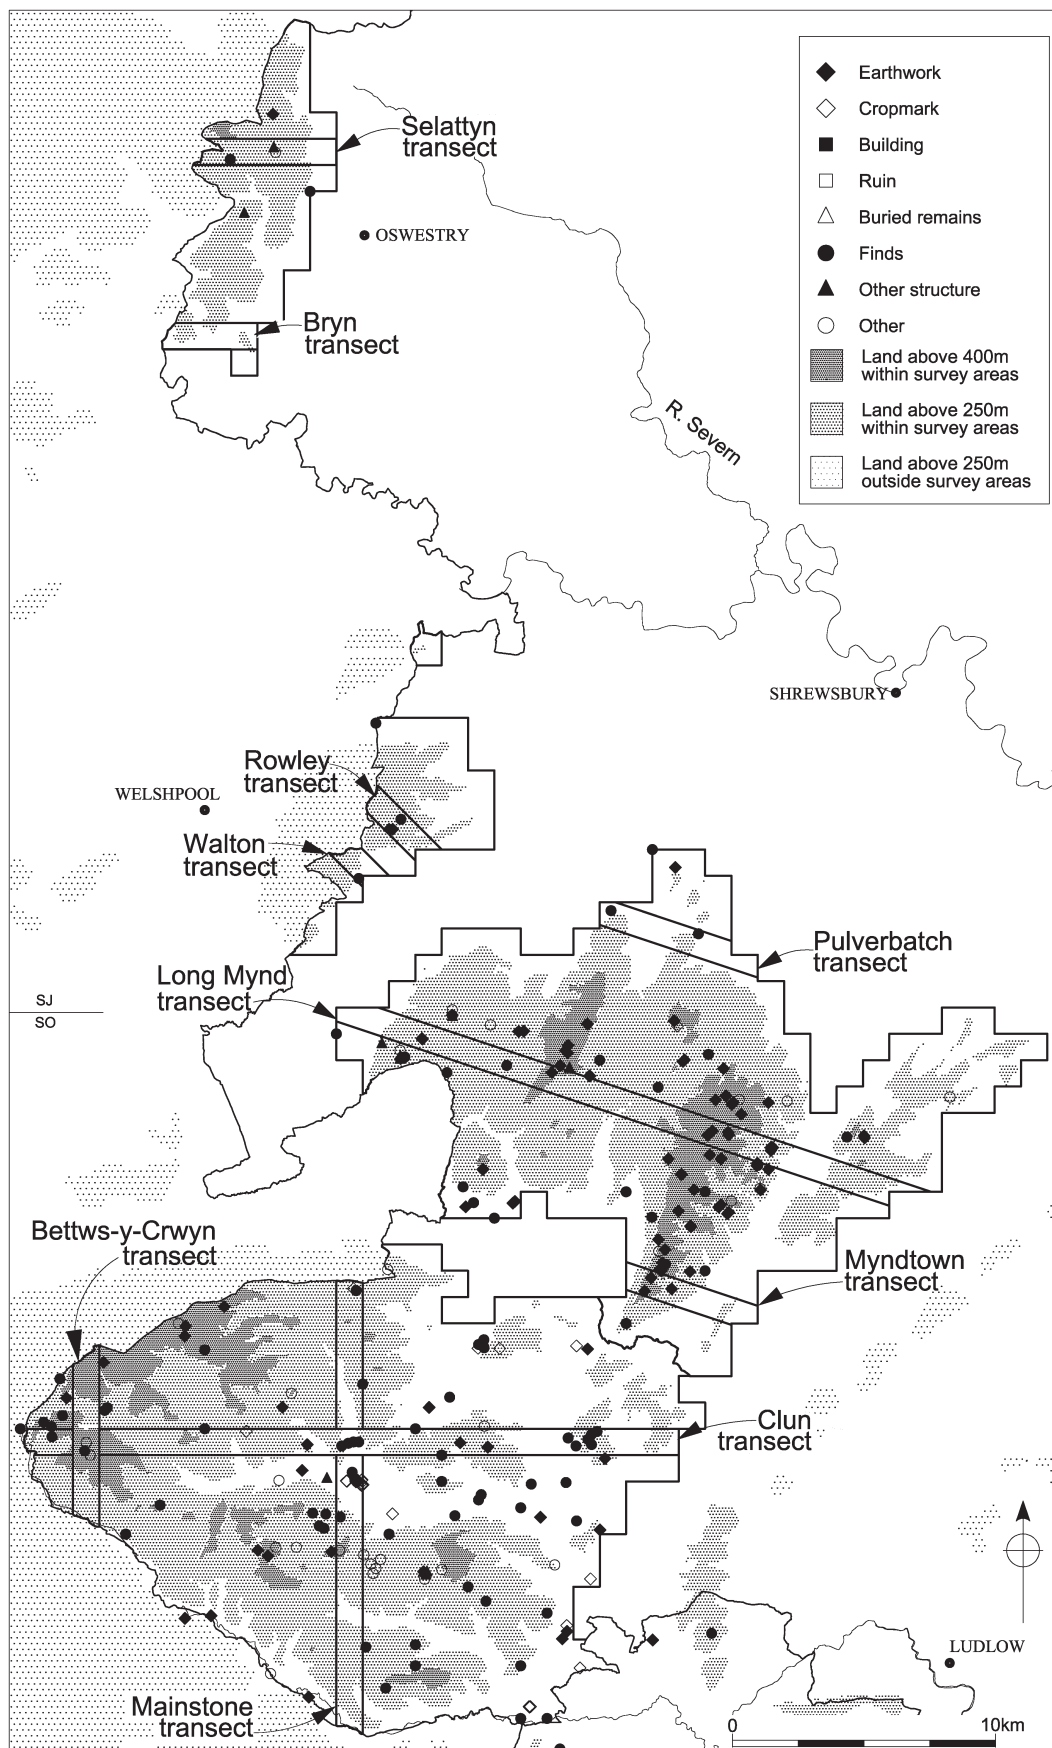 Earthwork
Cropmark
Building
Ruin
Buried remains
Finds
Other structure
Other
Land above 400m
within survey areas
Land above 250m
within survey areas
Land above 250m
outside survey areas
Selattyn
transect
OSWESTRY
Bryn
transect
R. Severn
SHREWSBURY
Rowley
transect
WELSHPOOL
Walton
transect
Pulverbatch
transect
Long Mynd
transect
SJ
SO
Bettws-y-Crwyn
transect
Myndtown
transect
Clun
transect
LUDLOW
Mainstone
transect
0 10km